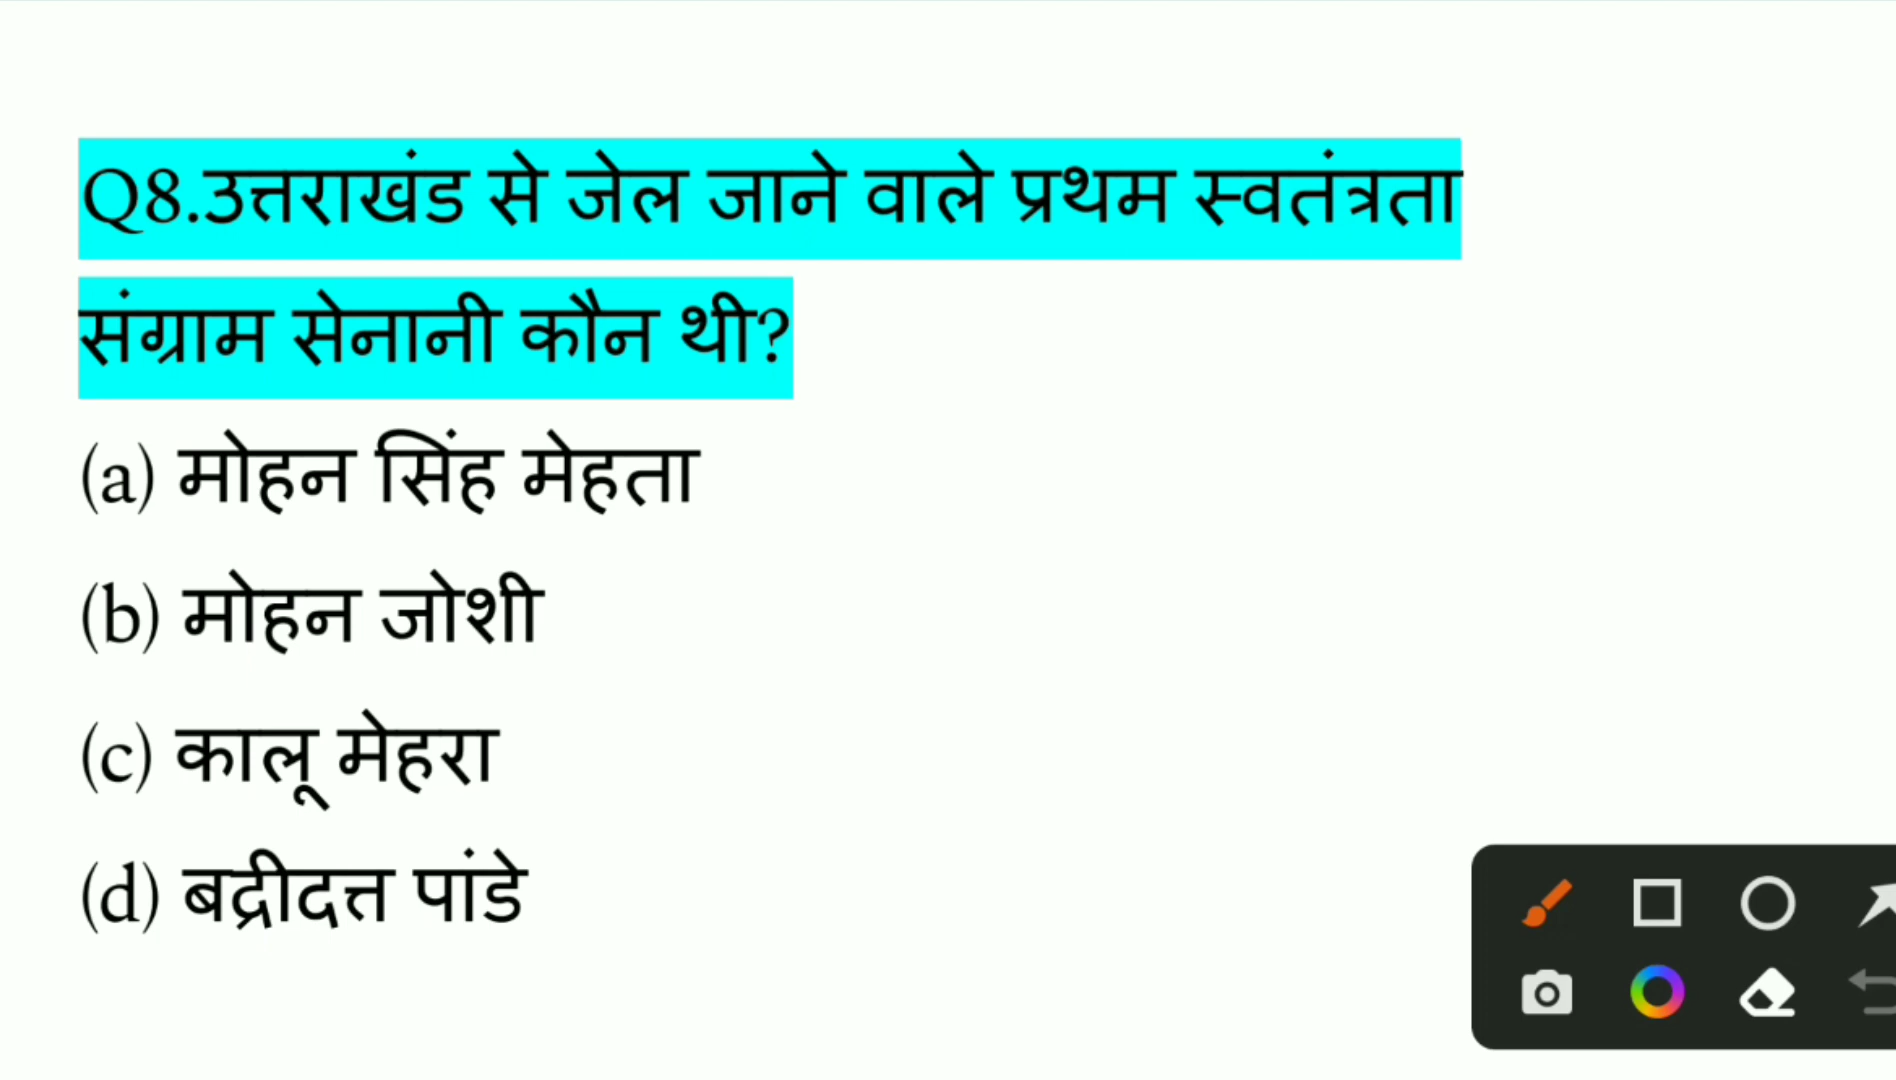 Q8.उत्तराखंड से जेल जाने वाले प्रथम स्वतंत्रता
संग्राम सेनानी कौन थी?
(a) मोहन सिंह मेहता
(b) मोहन जोशी
(c) कालू मेहरा
(d) बद्रीदत्त पांडे